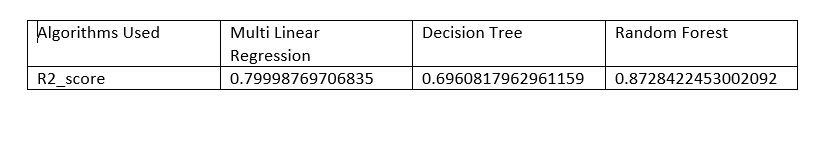 Algorithms Used
Multi Linear
Regression
Decision Tree
Random Forest
R2_score
0.79998769706835
0.6960817962961159
0.8728422453002092